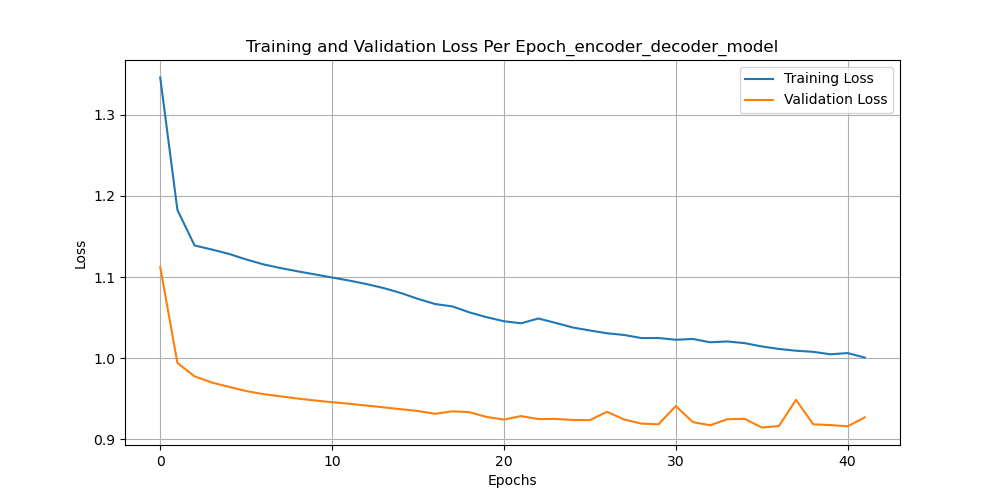 Training and Validation Loss Per Epoch_encoder_decoder_model
Training Loss
Validation Loss
1.3
1.2
1.1
1.0
0.9
Loss
0
10
20
30
40
Epochs